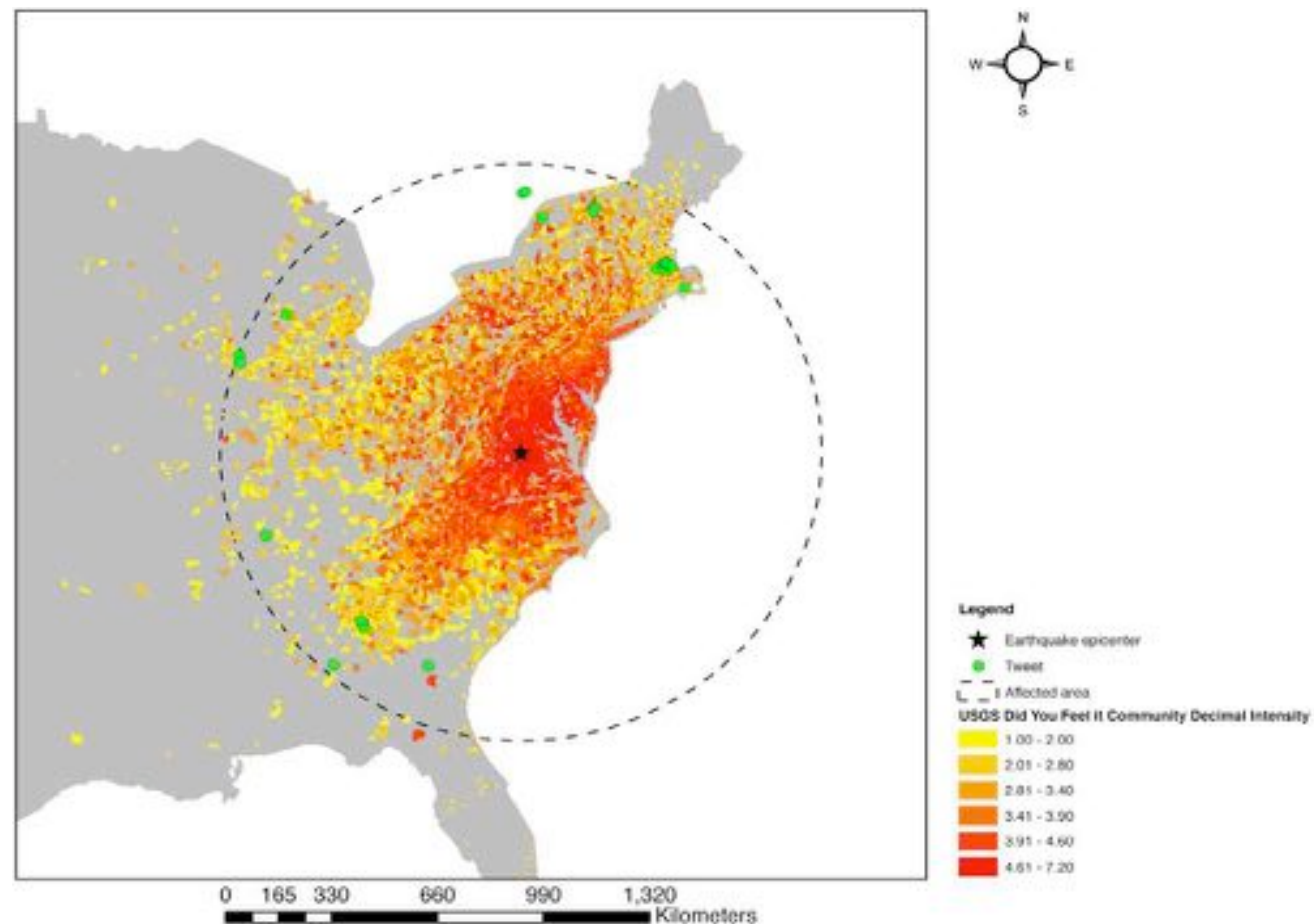 N
W E
S
Legend
Earthquake epicenter
Tweet
Affected area
USGS Did You Feel it Community Decimal Intensity
1.00 - 2.00
2.01 - 2.80
2.81 - 3.40
3.41 - 3.90
3.91 - 4.60
4.61 - 7.20
0 165 330 660 990 1,320
Kilometers